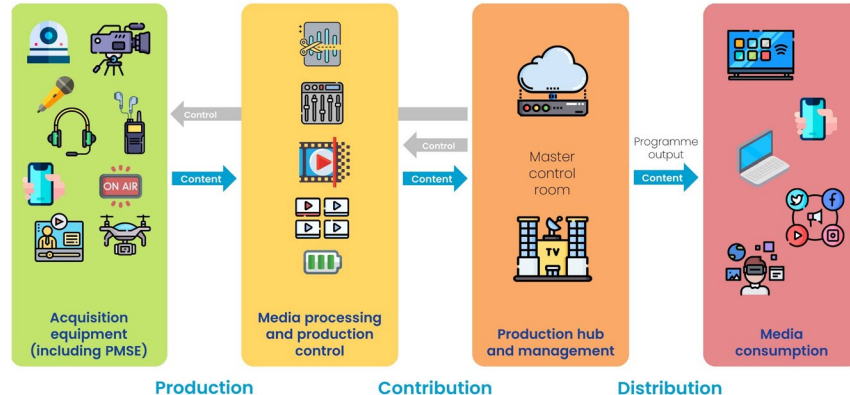 ON AIR
Acquisition
equipment
(including PMSE)
Control
Content
Media processing
and production
control
Control
Content
Master
control
room
TV
Production hub
and management
Programme
output
Content
Media
consumption
Production
Contribution
Distribution